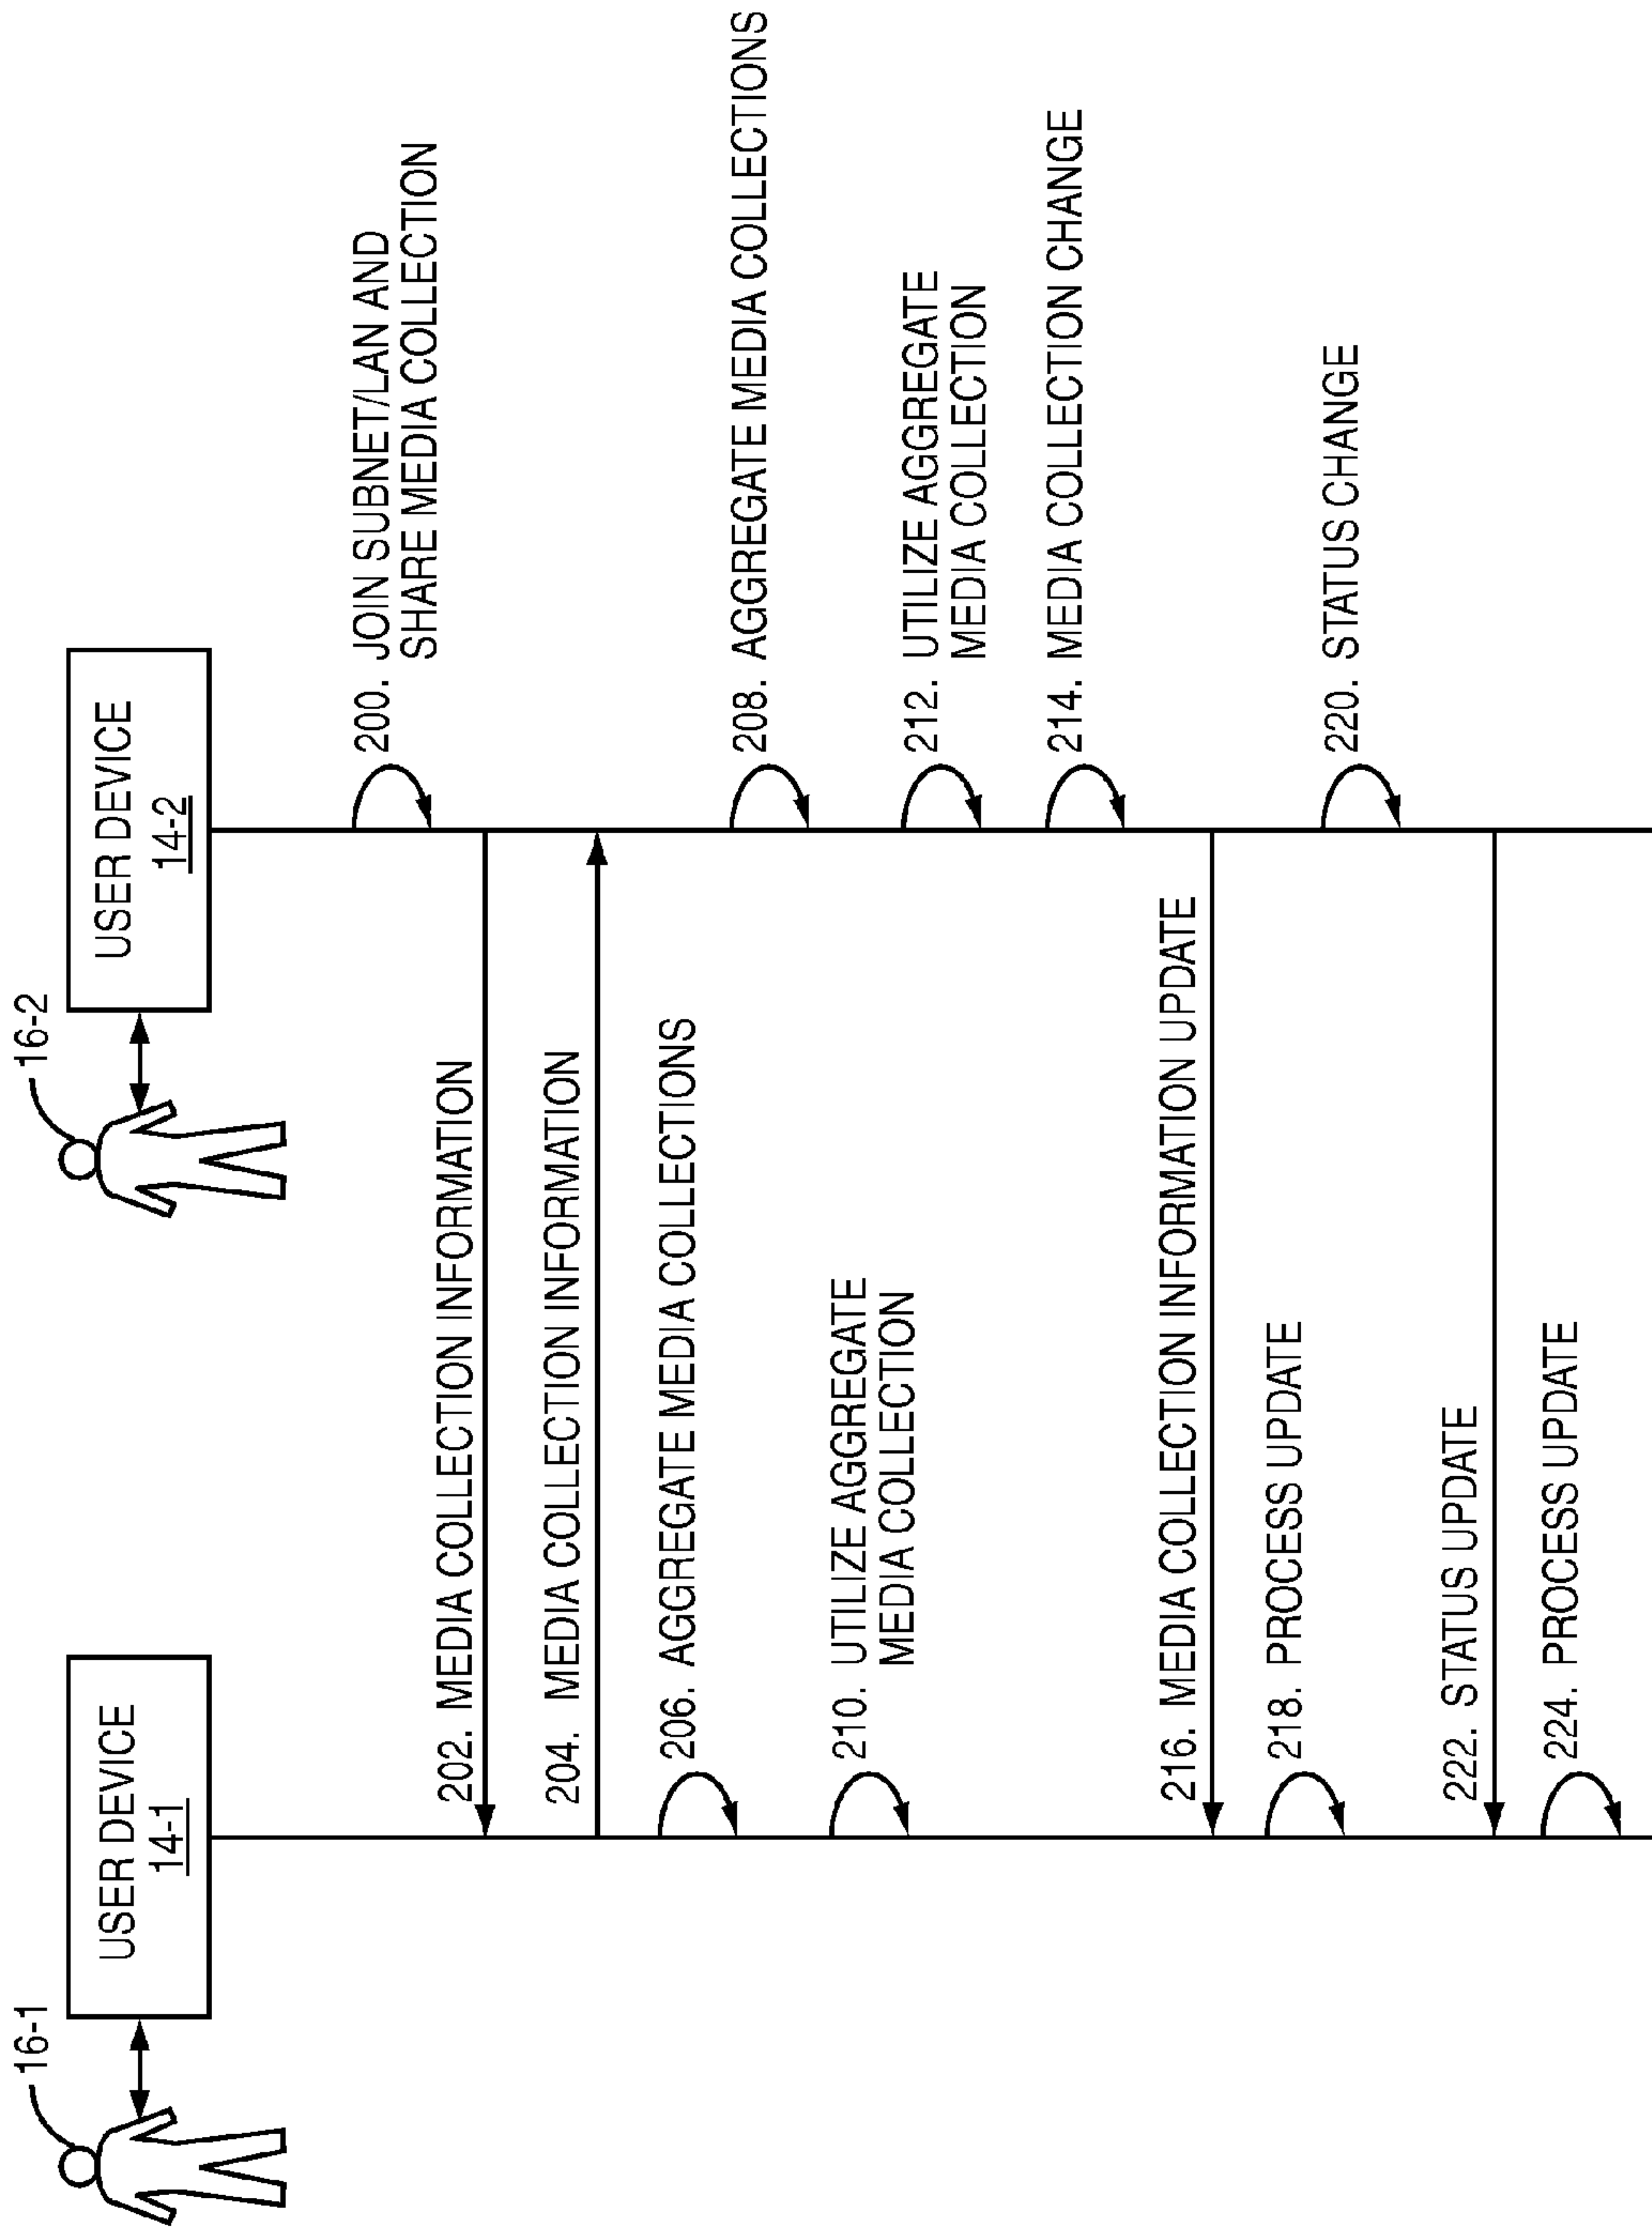 16-1
16-2
USER DEVICE
14-1
USER DEVICE
14-2
200. JOIN SUBNET/LAN AND
SHARE MEDIA COLLECTION
202. MEDIA COLLECTION INFORMATION
204. MEDIA COLLECTION INFORMATION
206. AGGREGATE MEDIA COLLECTIONS
208. AGGREGATE MEDIA COLLECTIONS
210. UTILIZE AGGREGATE
MEDIA COLLECTION
212. UTILIZE AGGREGATE
MEDIA COLLECTION
214. MEDIA COLLECTION CHANGE
216. MEDIA COLLECTION INFORMATION UPDATE
218. PROCESS UPDATE
220. STATUS CHANGE
222. STATUS UPDATE
224. PROCESS UPDATE